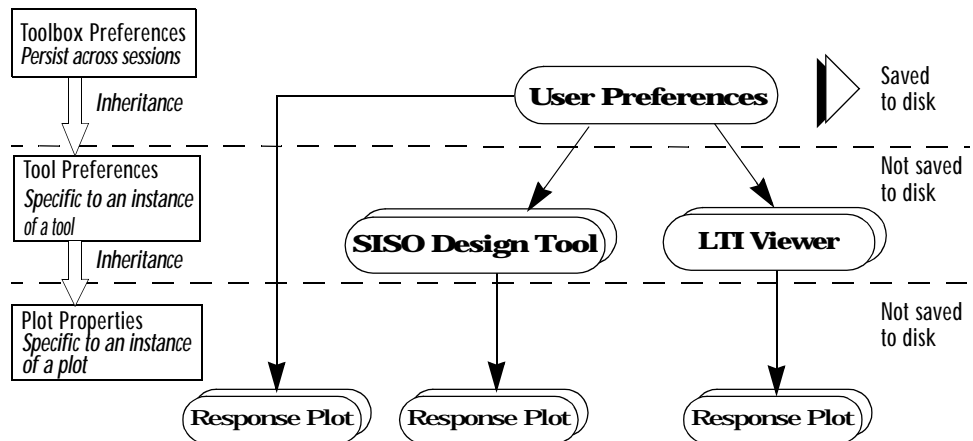 Toolbox Preferences
Persist across sessions
Inheritance
User Preferences
Saved
to disk
Tool Preferences
Specific to an instance
of a tool
Not saved
to disk
SISO Design Tool
LTI Viewer
Inheritance
Plot Properties
Specific to an instance
of a plot
Not saved
to disk
Response Plot
Response Plot
Response Plot